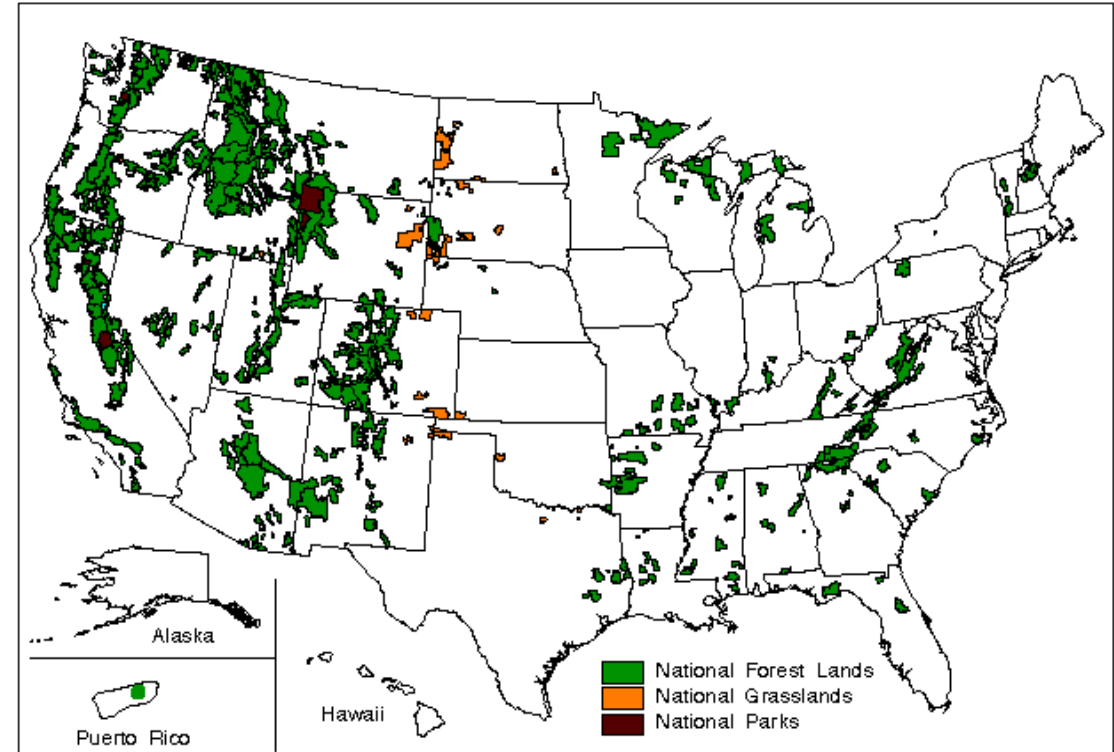 Alaska
Puerto Rico
Hawaii
National Forest Lands
National Grasslands
National Parks